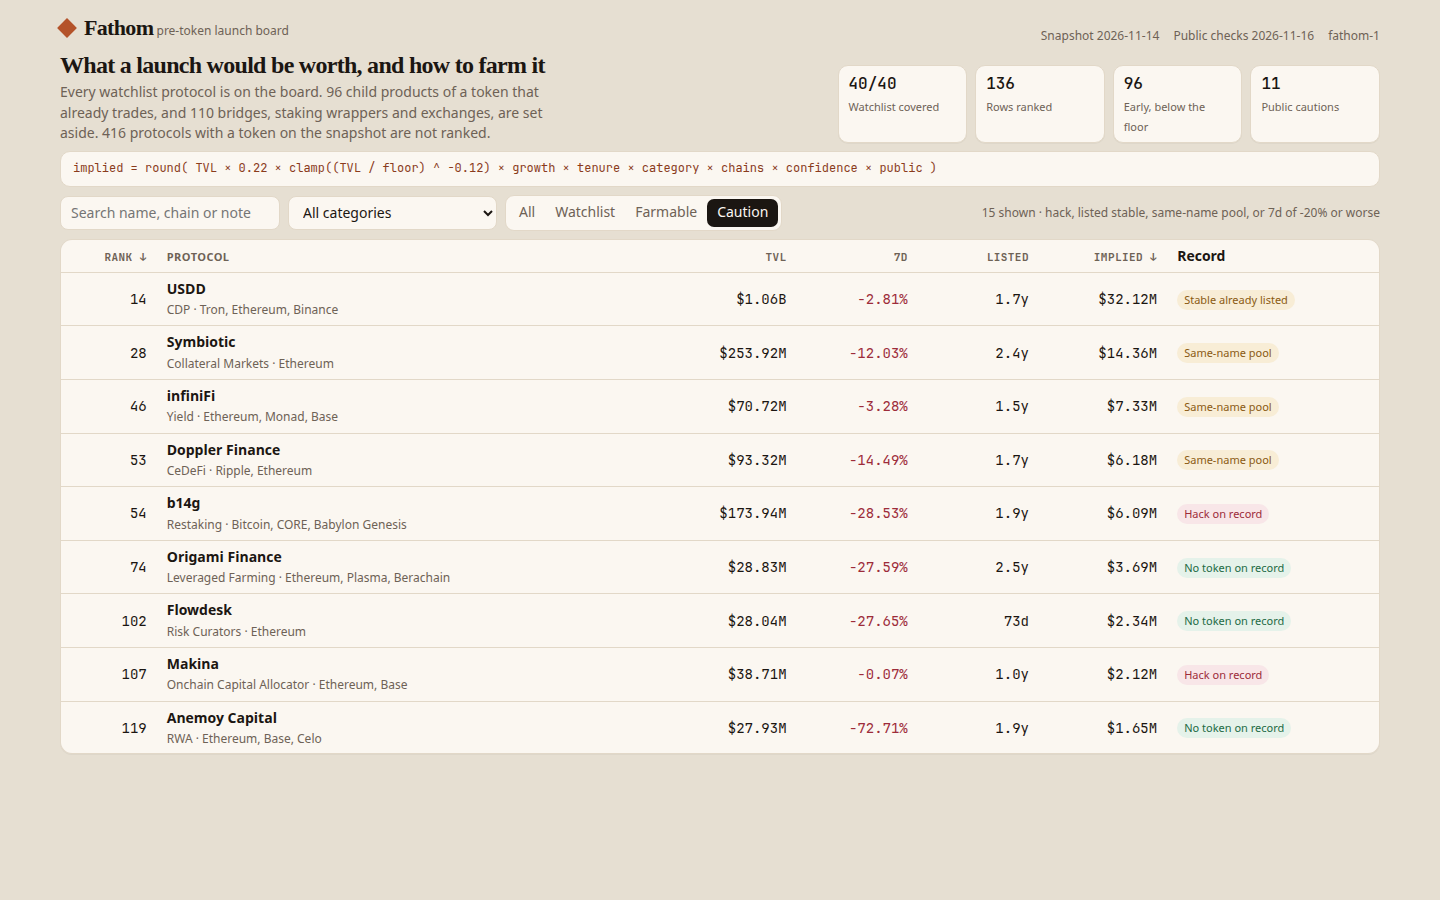 Fathom pre-token launch board
Snapshot 2026-11-14 Public checks 2026-11-16 fathom-1
What a launch would be worth, and how to farm it
Every watchlist protocol is on the board. 96 child products of a token that
already trades, and 110 bridges, staking wrappers and exchanges, are set
aside. 416 protocols with a token on the snapshot are not ranked.
40/40
Watchlist covered
136
Rows ranked
96
Early, below the
floor
11
Public cautions
implied = round( TVL × 0.22 × clamp((TVL / floor) ^ -0.12) × growth × tenure × category × chains × confidence × public )
Search name, chain or note
All categories
All Watchlist Farmable Caution
15 shown · hack, listed stable, same-name pool, or 7d of -20% or worse
RANK ↓ PROTOCOL TVL 7D LISTED IMPLIED ↓ Record
14 USDD $1.06B -2.81% 1.7y $32.12M Stable already listed
CDP · Tron, Ethereum, Binance
28 Symbiotic $253.92M -12.03% 2.4y $14.36M Same-name pool
Collateral Markets · Ethereum
46 infiniFi $70.72M -3.28% 1.5y $7.33M Same-name pool
Yield · Ethereum, Monad, Base
53 Doppler Finance $93.32M -14.49% 1.7y $6.18M Same-name pool
CeDeFi · Ripple, Ethereum
54 b14g $173.94M -28.53% 1.9y $6.09M Hack on record
Restaking · Bitcoin, CORE, Babylon Genesis
74 Origami Finance $28.83M -27.59% 2.5y $3.69M No token on record
Leveraged Farming · Ethereum, Plasma, Berachain
102 Flowdesk $28.04M -27.65% 73d $2.34M No token on record
Risk Curators · Ethereum
107 Makina $38.71M -0.07% 1.0y $2.12M Hack on record
Onchain Capital Allocator · Ethereum, Base
119 Anemoy Capital $27.93M -72.71% 1.9y $1.65M No token on record
RWA · Ethereum, Base, Celo